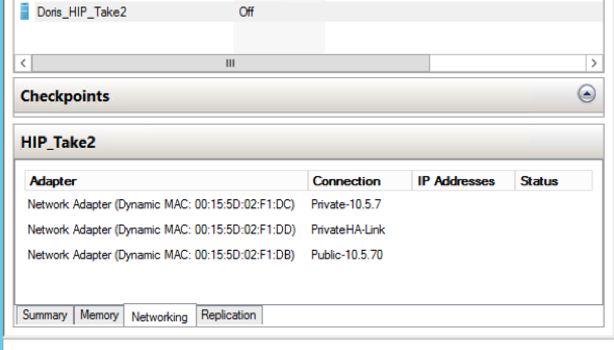 Doris_HIP_Take2 Off
Checkpoints
HIP_Take2
Adapter Connection IP Addresses Status
Network Adapter (Dynamic MAC: 00:15:5D:02:F1:DC) Private-10.5.7
Network Adapter (Dynamic MAC: 00:15:5D:02:F1:DD) PrivateHA-Link
Network Adapter (Dynamic MAC: 00:15:5D:02:F1:DB) Public-10.5.70
Summary Memory Networking Replication